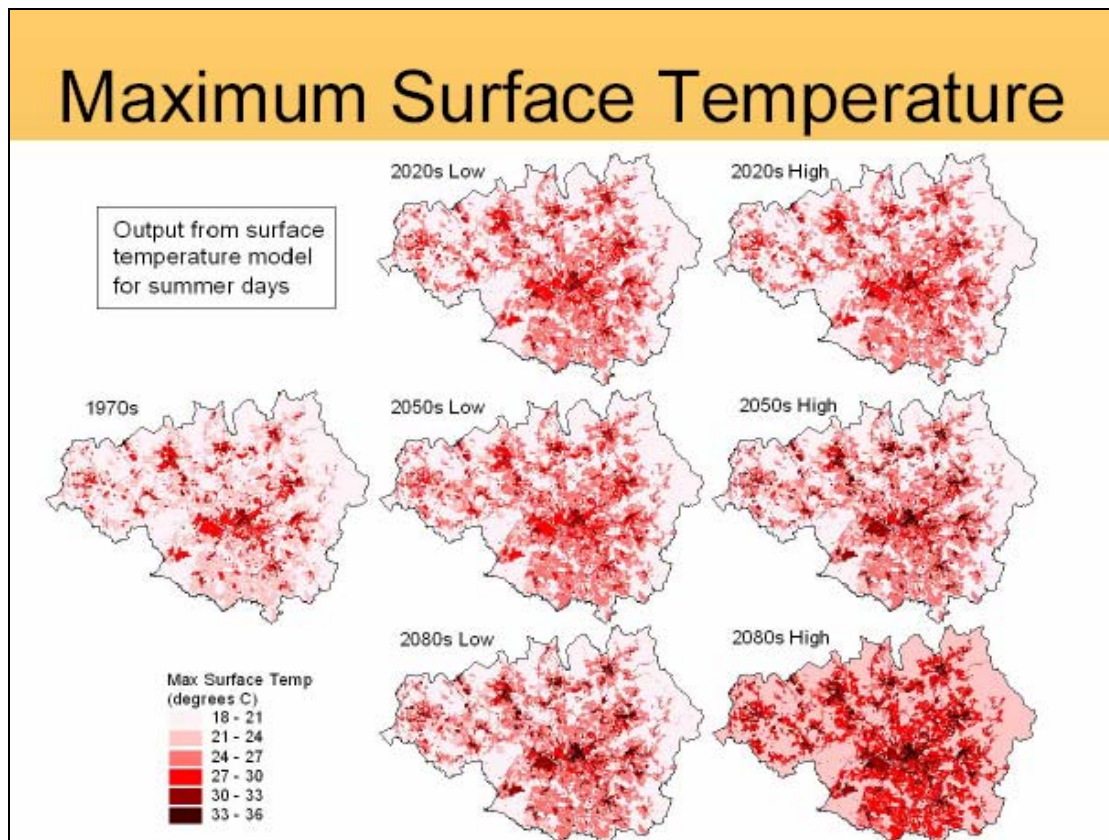 Maximum Surface Temperature
2020s Low
2020s High
Output from surface
temperature model
for summer days
1970s
2050s Low
2050s High
2080s Low
2080s High
Max Surface Temp
(degrees C)
18 - 21
21 - 24
24 - 27
27 - 30
30 - 33
33 - 36